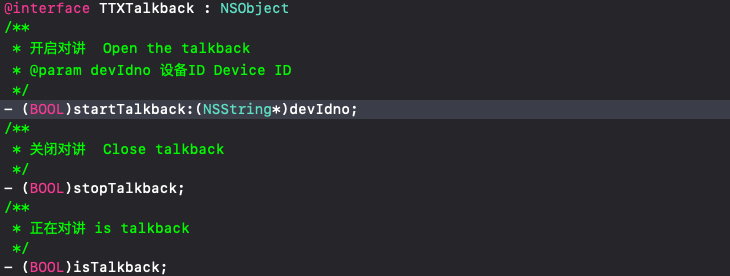 @interface TTXTalkback : NSObject
/**
 * 开启对讲  Open the talkback
 * @param devIdno 设备ID Device ID
 */
- (BOOL)startTalkback:(NSString*)devIdno;
/**
 * 关闭对讲  Close talkback
 */
- (BOOL)stopTalkback;
/**
 * 正在对讲 is talkback
 */
- (BOOL)isTalkback;